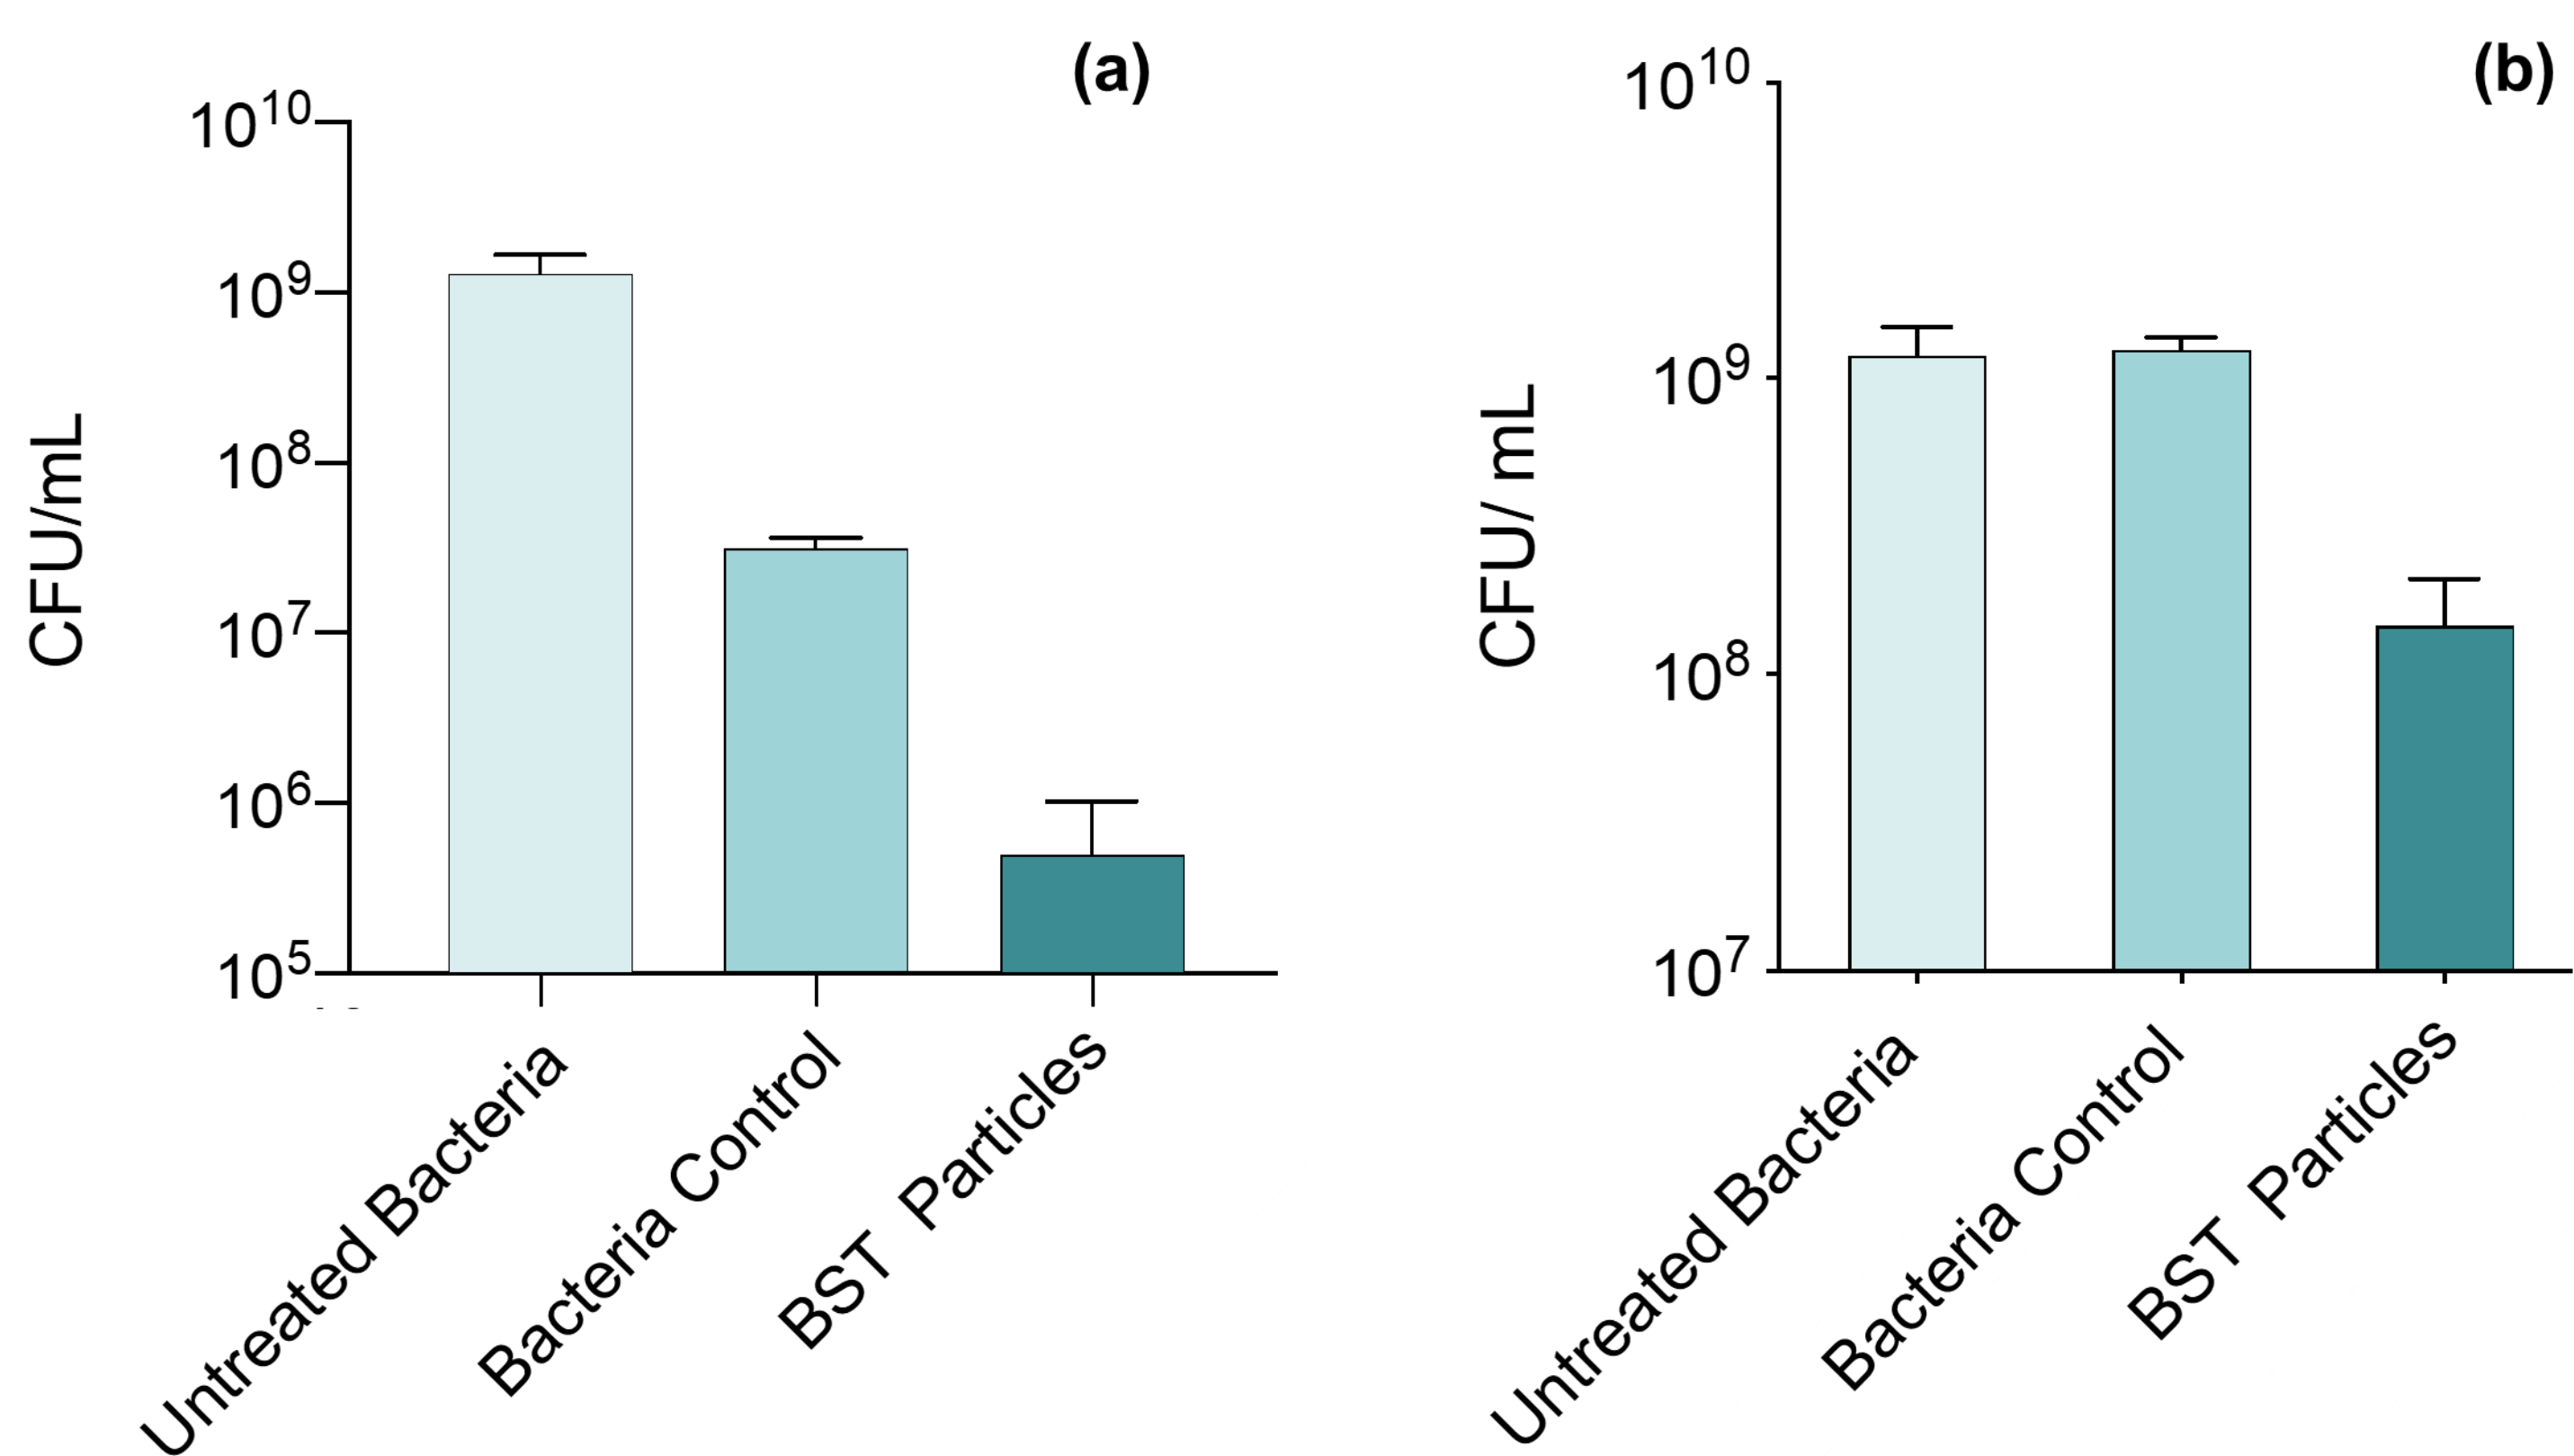 (a)
CFU/mL
10^10
10^9
10^8
10^7
10^6
10^5
Untreated Bacteria
Bacteria Control
BST Particles
(b)
CFU/ mL
10^10
10^9
10^8
10^7
Untreated Bacteria
Bacteria Control
BST Particles